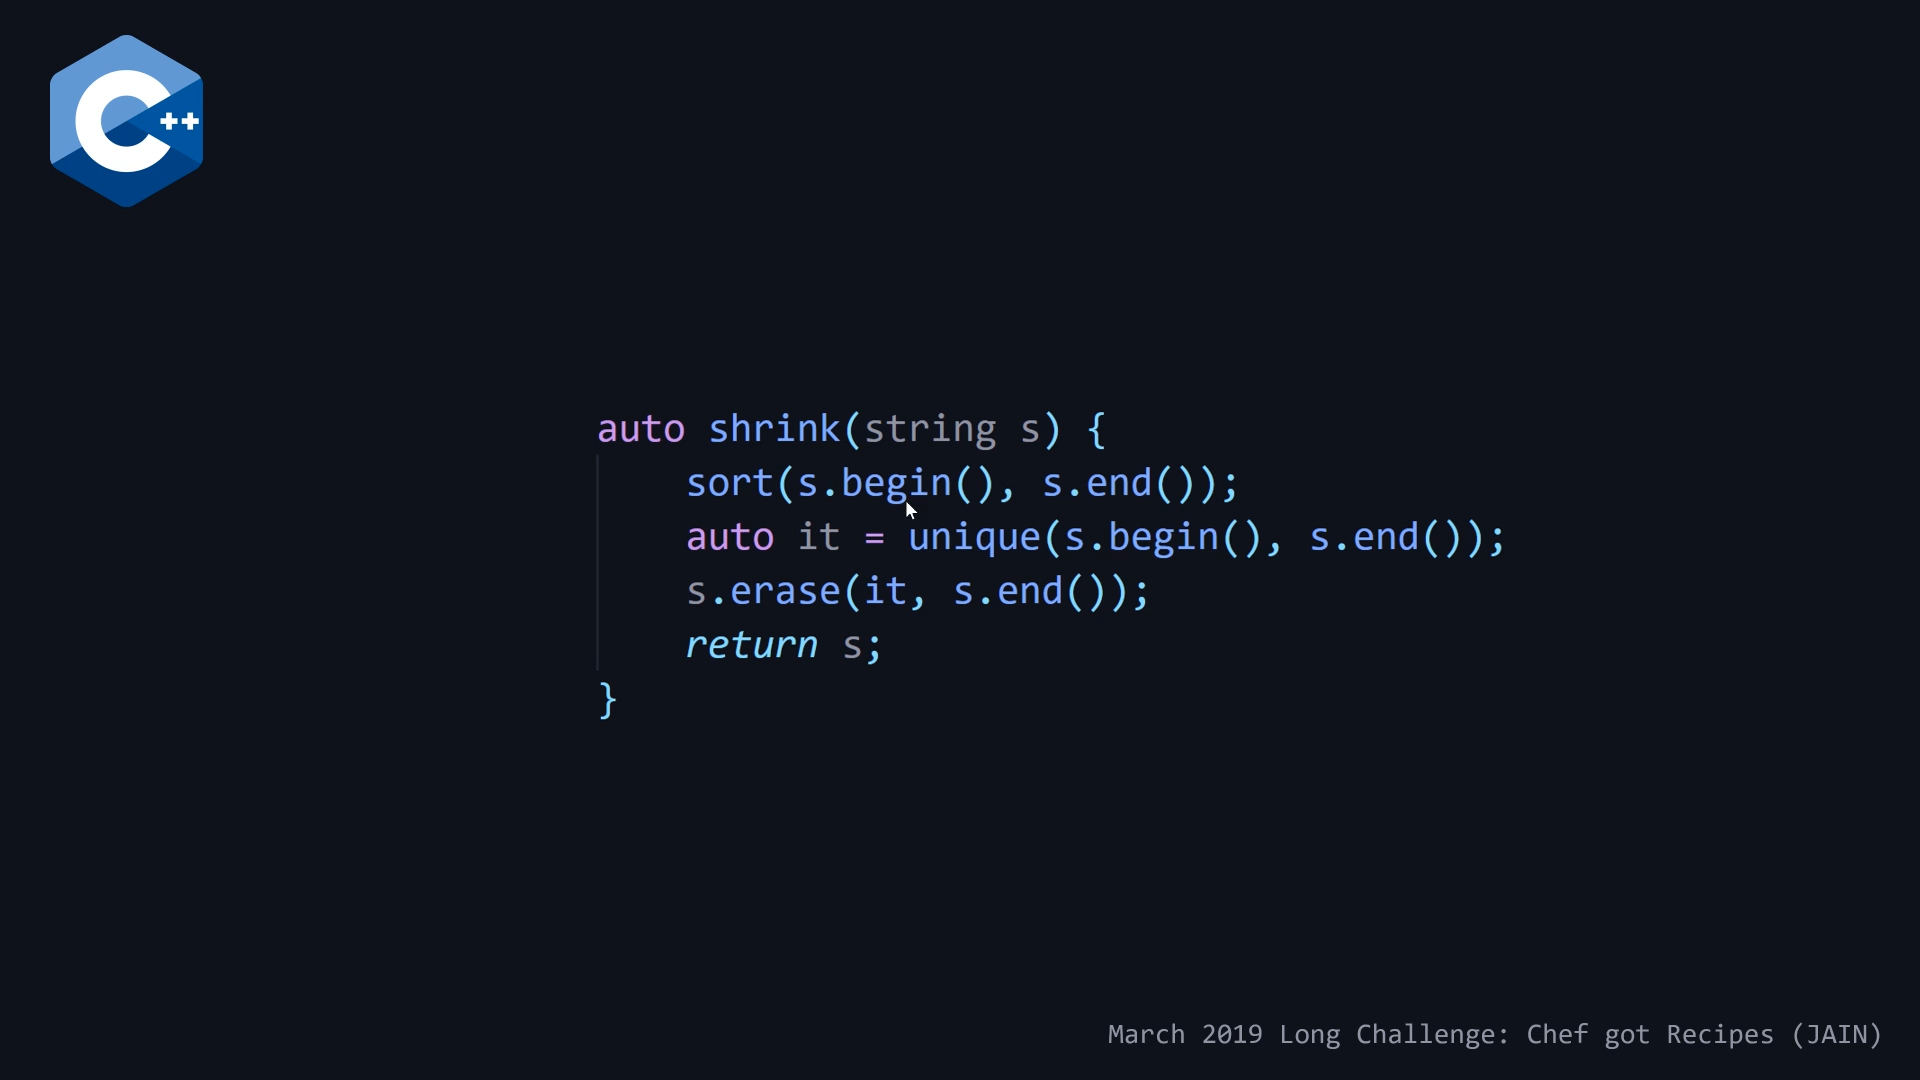 C++
auto shrink(string s) {
    sort(s.begin(), s.end());
    auto it = unique(s.begin(), s.end());
    s.erase(it, s.end());
    return s;
}
March 2019 Long Challenge: Chef got Recipes (JAIN)